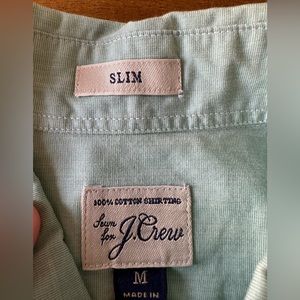 SLIM
100% COTTON SHIRTING
Sewn
for J.Crew
M
MADE IN